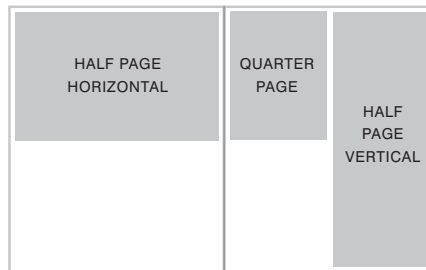 HALF PAGE
HORIZONTAL
QUARTER
PAGE
HALF
PAGE
VERTICAL